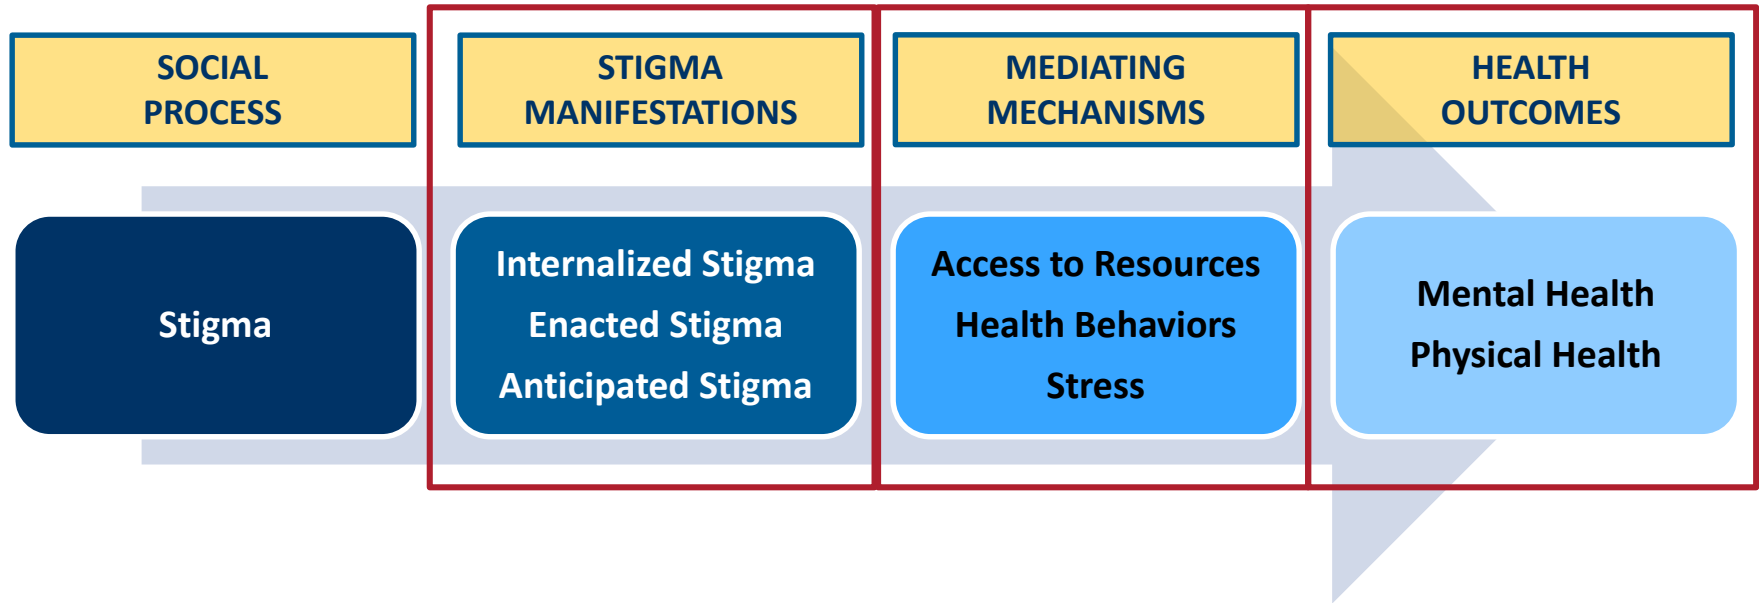 SOCIAL
PROCESS
STIGMA
MANIFESTATIONS
MEDIATING
MECHANISMS
HEALTH
OUTCOMES
Stigma
Internalized Stigma
Enacted Stigma
Anticipated Stigma
Access to Resources
Health Behaviors
Stress
Mental Health
Physical Health